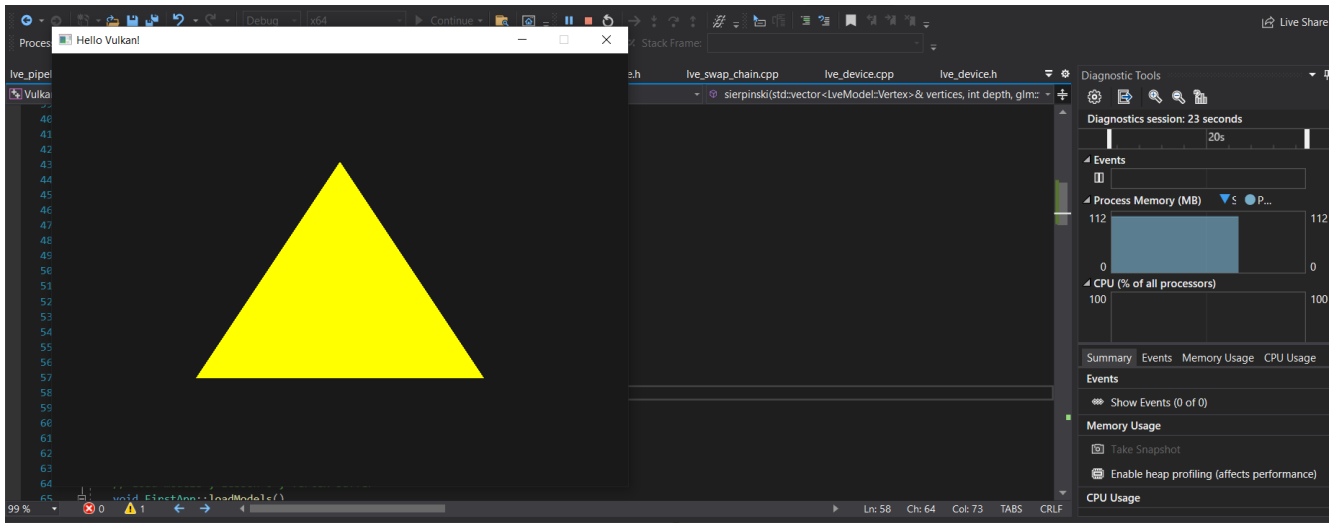 Debug
x64
Continue
Live Share
Hello Vulkan!
Proces
Stack Frame:
lve_pipel
e.h
lve_swap_chain.cpp
lve_device.cpp
lve_device.h
Diagnostic Tools
Vulka
sierpinski(std::vector<LveModel::Vertex>& vertices, int depth, glm::
Diagnostics session: 23 seconds
20s
Events
Process Memory (MB)
S
P...
112
112
0
0
CPU (% of all processors)
100
100
40
41
42
43
44
45
46
47
48
49
50
51
52
53
54
55
56
57
58
59
60
61
62
63
64
65
void FirstApp::loadModels()
Summary
Events
Memory Usage
CPU Usage
Events
Show Events (0 of 0)
Memory Usage
Take Snapshot
Enable heap profiling (affects performance)
CPU Usage
99 %
0
1
Ln: 58
Ch: 64
Col: 73
TABS
CRLF